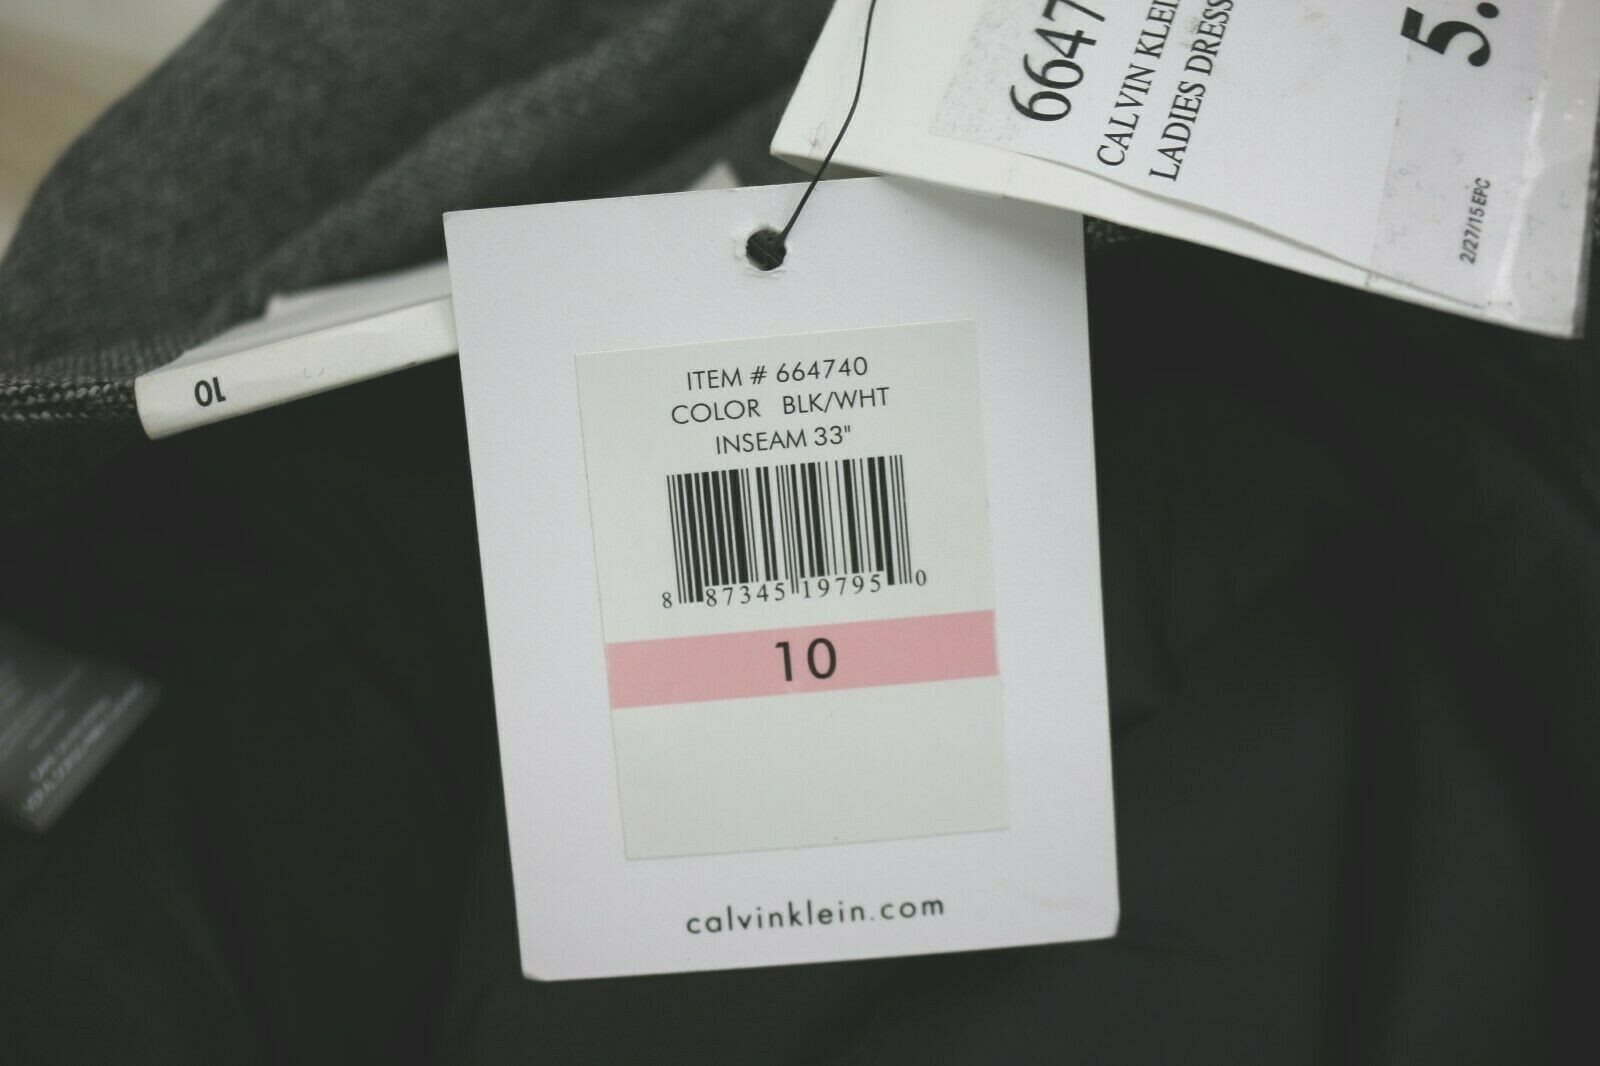 6647
CALVIN KLEI
LADIES DRESS
5.
2/27/15 EPC
10
ITEM # 664740
COLOR BLK/WHT
INSEAM 33"
8 87345 19795 0
10
calvinklein.com